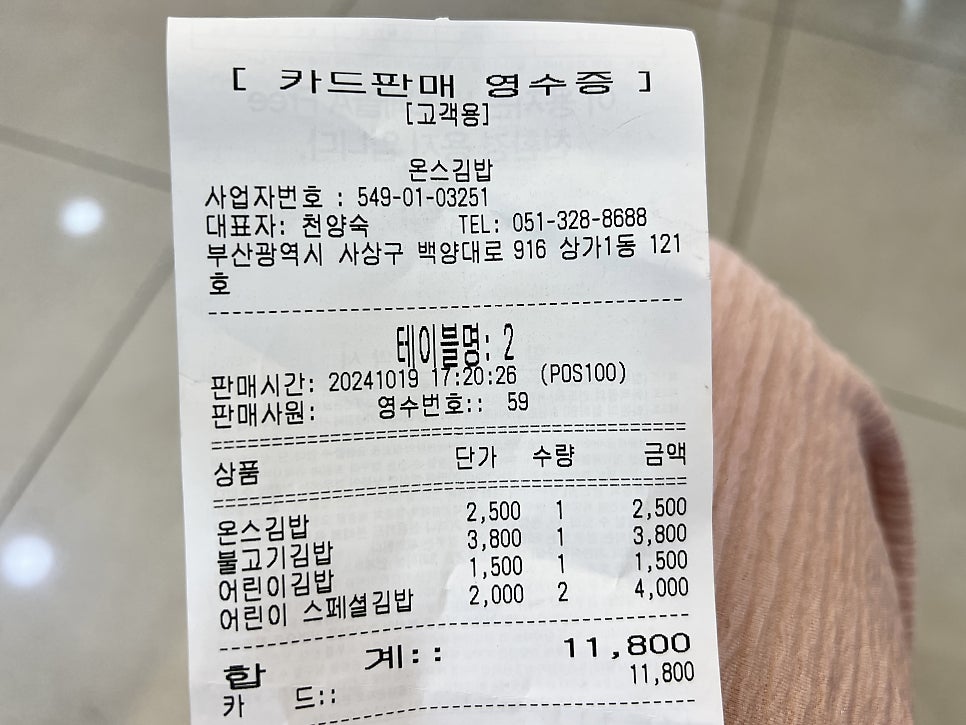 [ 카드판매 영수증 ]
[고객용]
온스김밥
사업자번호 : 549-01-03251
대표자: 천양숙 TEL: 051-328-8688
부산광역시 사상구 백양대로 916 상가1동 121
호
테이블명: 2
판매시간: 20241019 17:20:26 (POS100)
판매사원: 영수번호:: 59
상품 단가 수량 금액
온스김밥 2,500 1 2,500
불고기김밥 3,800 1 3,800
어린이김밥 1,500 1 1,500
어린이 스페셜김밥 2,000 2 4,000
합 계:: 11,800
카 드:: 11,800